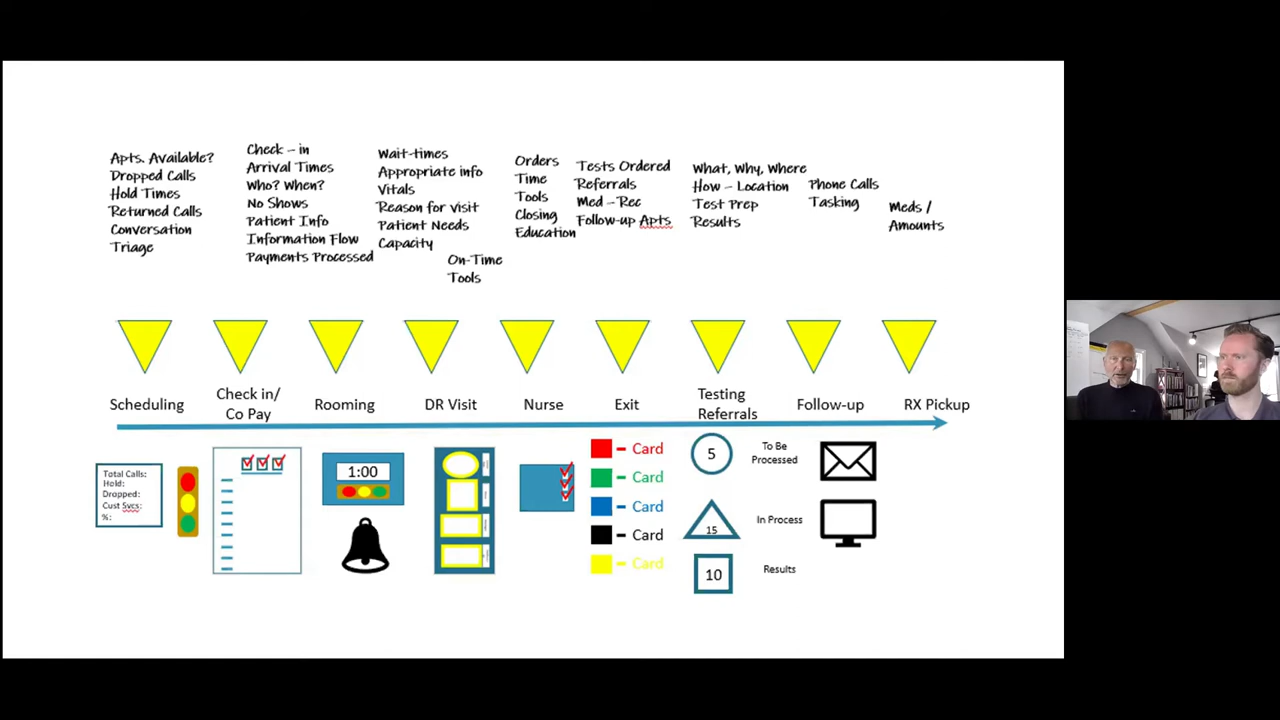 Apts. Available?
Dropped Calls
Hold Times
Returned Calls
Conversation
Triage
Check – in
Arrival Times
Who? When?
No Shows
Patient Info
Information Flow
Payments Processed
Wait-times
Appropriate info
Vitals
Reason for visit
Patient Needs
Capacity
On-Time
Tools
Orders
Time
Tools
Closing
Education
Tests Ordered
Referrals
Med –Rec
Follow-up Apts
What, Why, Where
How – Location
Test Prep
Results
Phone Calls
Tasking
Meds /
Amounts
Scheduling
Check in/
Co Pay
Rooming
DR Visit
Nurse
Exit
Testing
Referrals
Follow-up
RX Pickup
Total Calls:
Hold:
Dropped:
Cust Svcs:
%:
1:00
– Card
– Card
– Card
– Card
– Card
5
To Be
Processed
15
In Process
10
Results